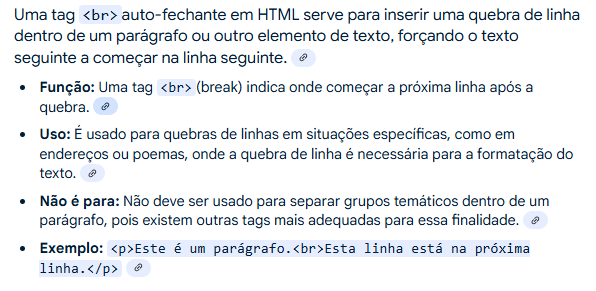 Uma tag <br> auto-fechante em HTML serve para inserir uma quebra de linha
dentro de um parágrafo ou outro elemento de texto, forçando o texto
seguinte a começar na linha seguinte.
• Função: Uma tag <br> (break) indica onde começar a próxima linha após a
quebra.
• Uso: É usado para quebras de linhas em situações específicas, como em
endereços ou poemas, onde a quebra de linha é necessária para a formatação do
texto.
• Não é para: Não deve ser usado para separar grupos temáticos dentro de um
parágrafo, pois existem outras tags mais adequadas para essa finalidade.
• Exemplo: <p>Este é um parágrafo.<br>Esta linha está na próxima
linha.</p>